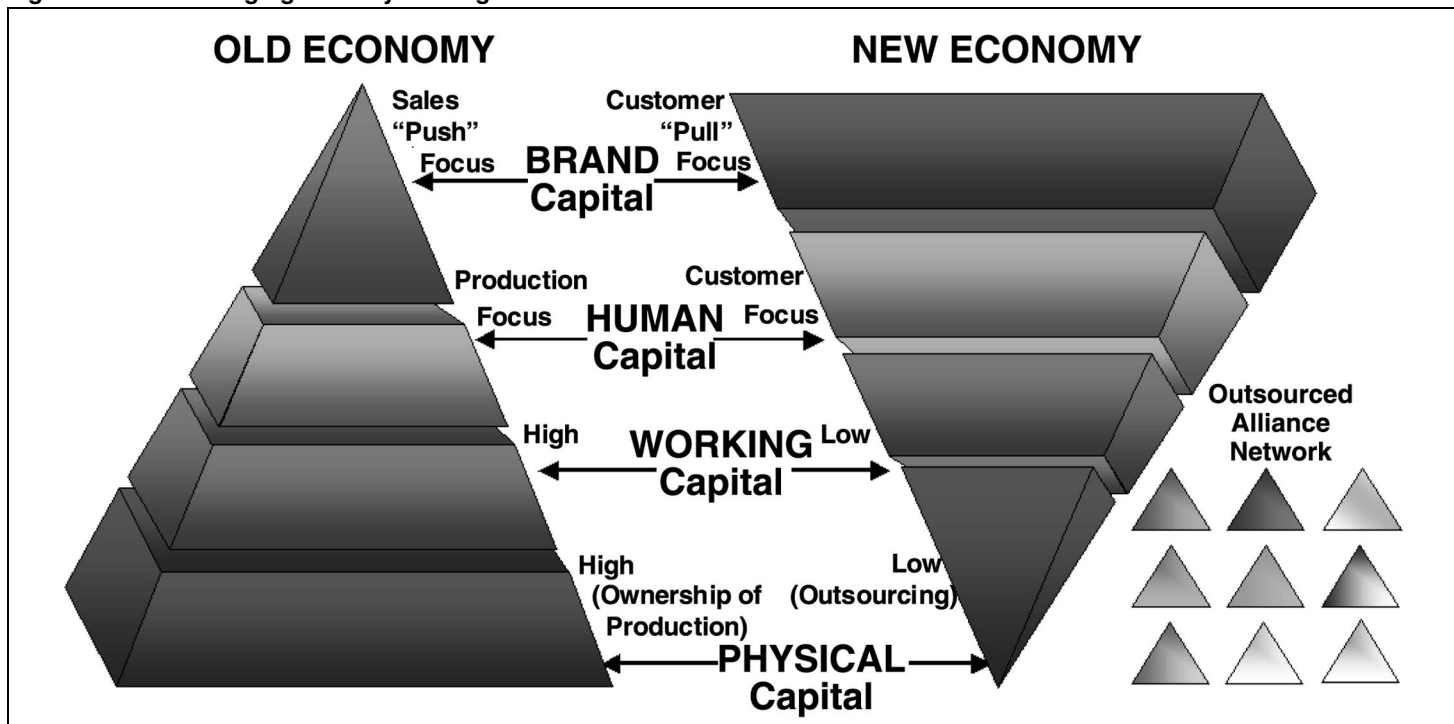 OLD ECONOMY
NEW ECONOMY
Sales
“Push”
Focus
Customer
“Pull”
Focus
BRAND
Capital
Production
Focus
Customer
Focus
HUMAN
Capital
High
WORKING
Capital
Low
High
(Ownership of
Production)
Low
(Outsourcing)
PHYSICAL
Capital
Outsourced
Alliance
Network